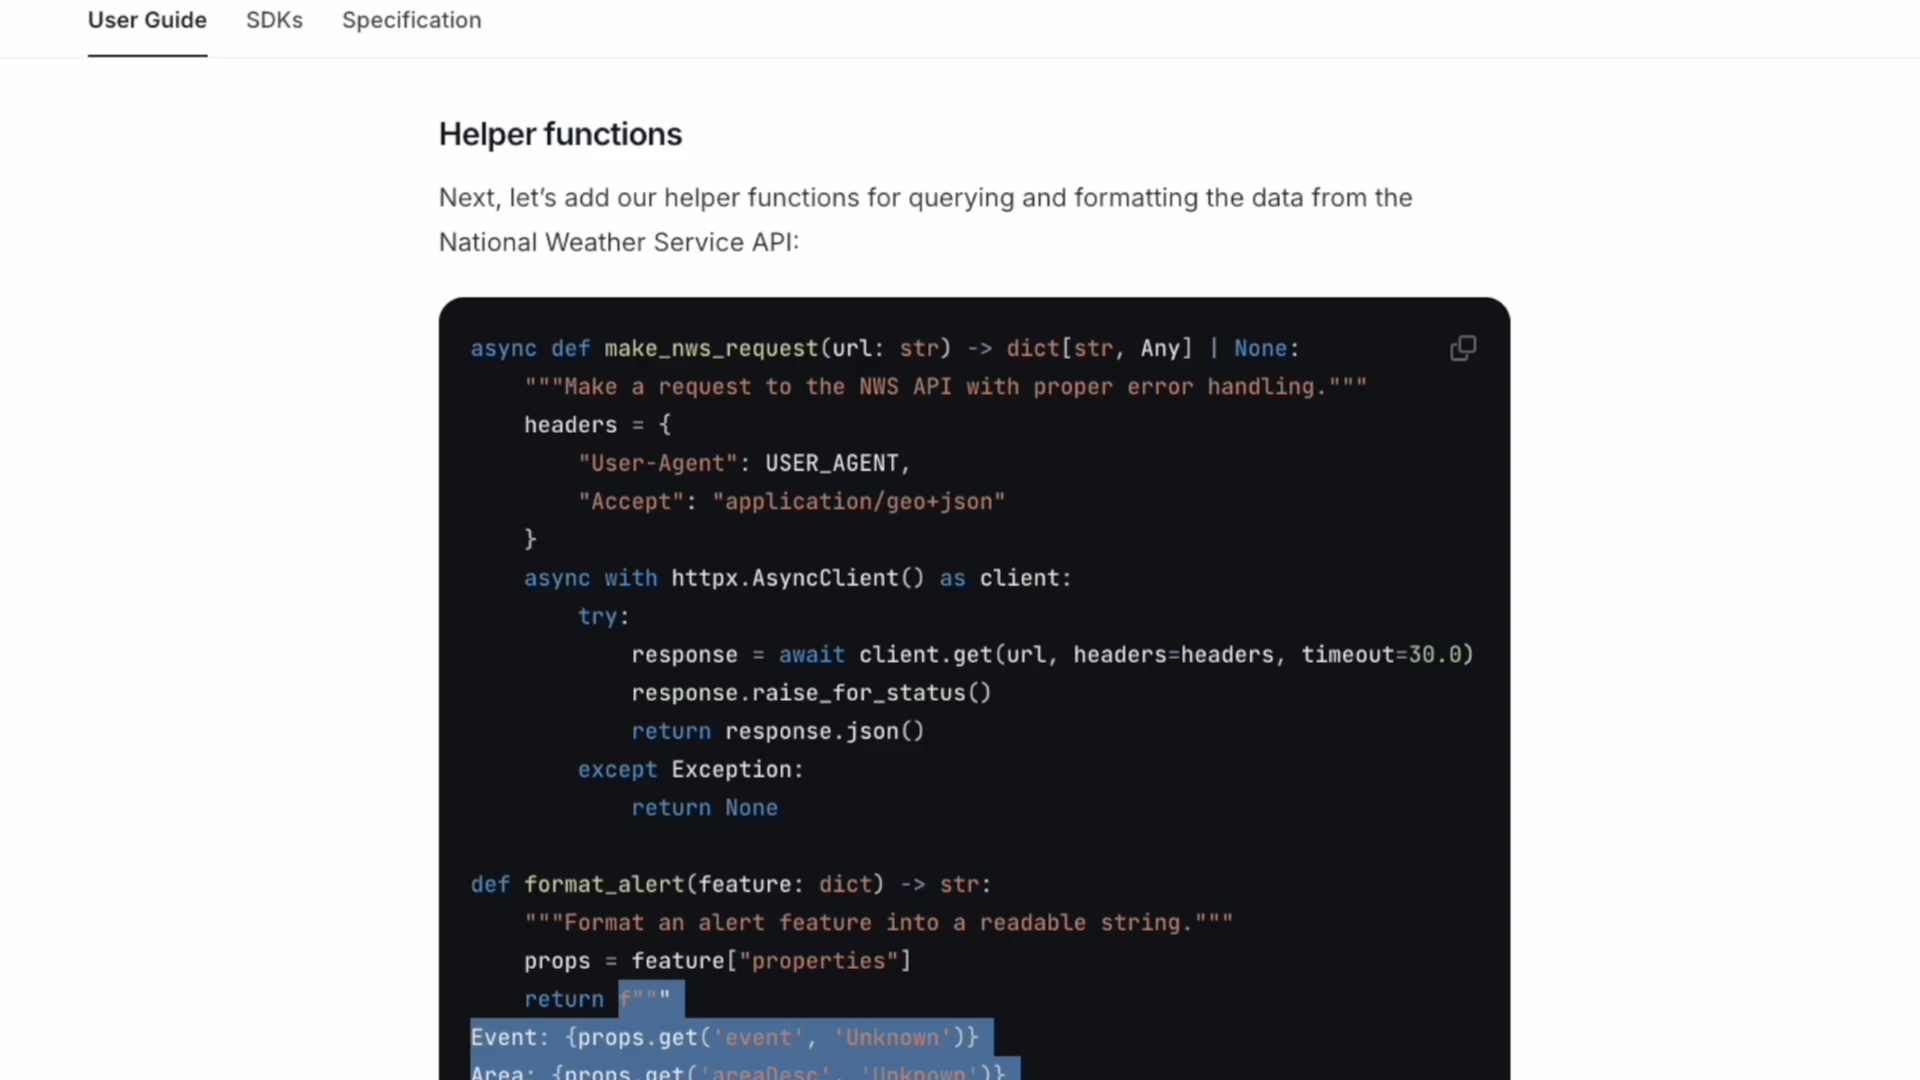 User Guide SDKs Specification
Helper functions
Next, let’s add our helper functions for querying and formatting the data from the
National Weather Service API:
async def make_nws_request(url: str) -> dict[str, Any] | None:
    """Make a request to the NWS API with proper error handling."""
    headers = {
        "User-Agent": USER_AGENT,
        "Accept": "application/geo+json"
    }
    async with httpx.AsyncClient() as client:
        try:
            response = await client.get(url, headers=headers, timeout=30.0)
            response.raise_for_status()
            return response.json()
        except Exception:
            return None
def format_alert(feature: dict) -> str:
    """Format an alert feature into a readable string."""
    props = feature["properties"]
    return f"""
Event: {props.get('event', 'Unknown')}
Area: {props.get('areaDesc', 'Unknown')}